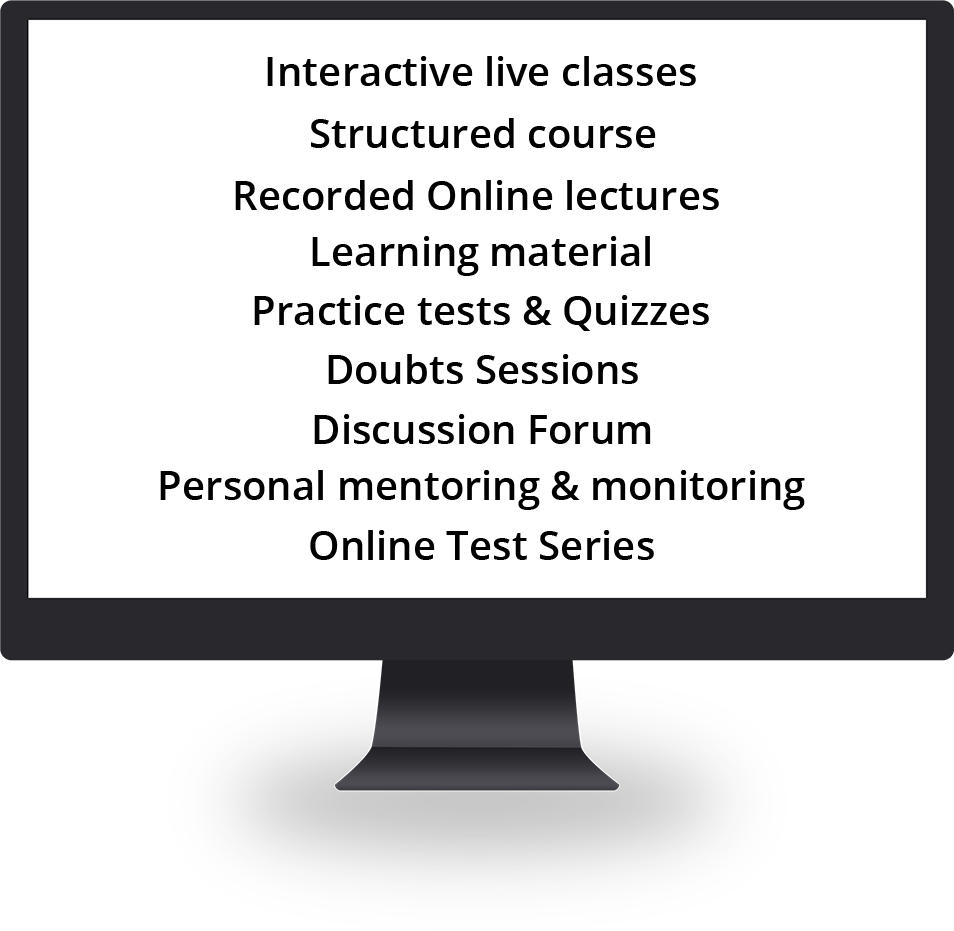 Interactive live classes
Structured course
Recorded Online lectures
Learning material
Practice tests & Quizzes
Doubts Sessions
Discussion Forum
Personal mentoring & monitoring
Online Test Series